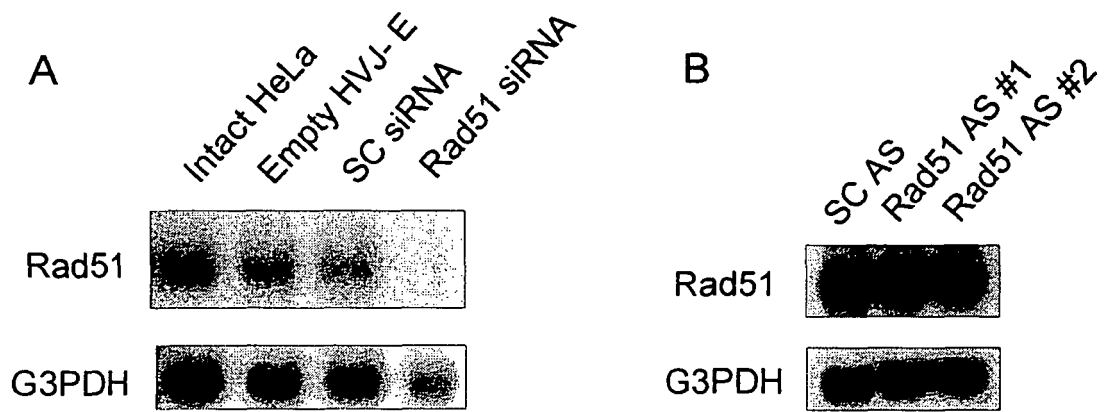 A
Intact HeLa
Empty HVJ- E
SC siRNA
Rad51 siRNA
Rad51
G3PDH
B
SC AS
Rad51 AS #1
Rad51 AS #2
Rad51
G3PDH